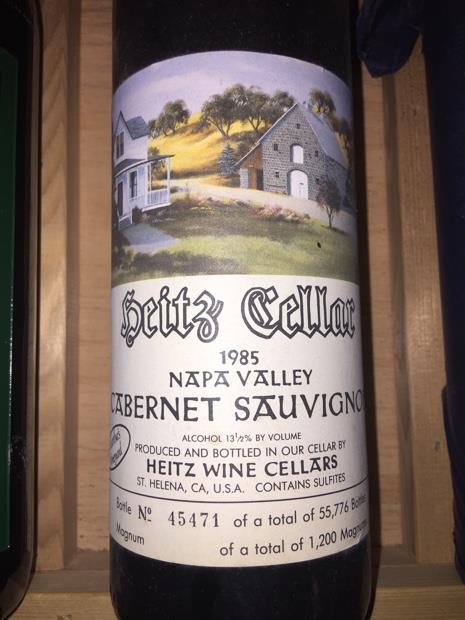 Heitz Cellar
1985
NAPA VALLEY
CABERNET SAUVIGNO
ALCOHOL 13½% BY VOLUME
PRODUCED AND BOTTLED IN OUR CELLAR BY
HEITZ WINE CELLARS
ST. HELENA, CA, U.S.A. CONTAINS SULFITES
Bottle Nº 45471 of a total of 55,776 Bottles
Magnum of a total of 1,200 Magnu